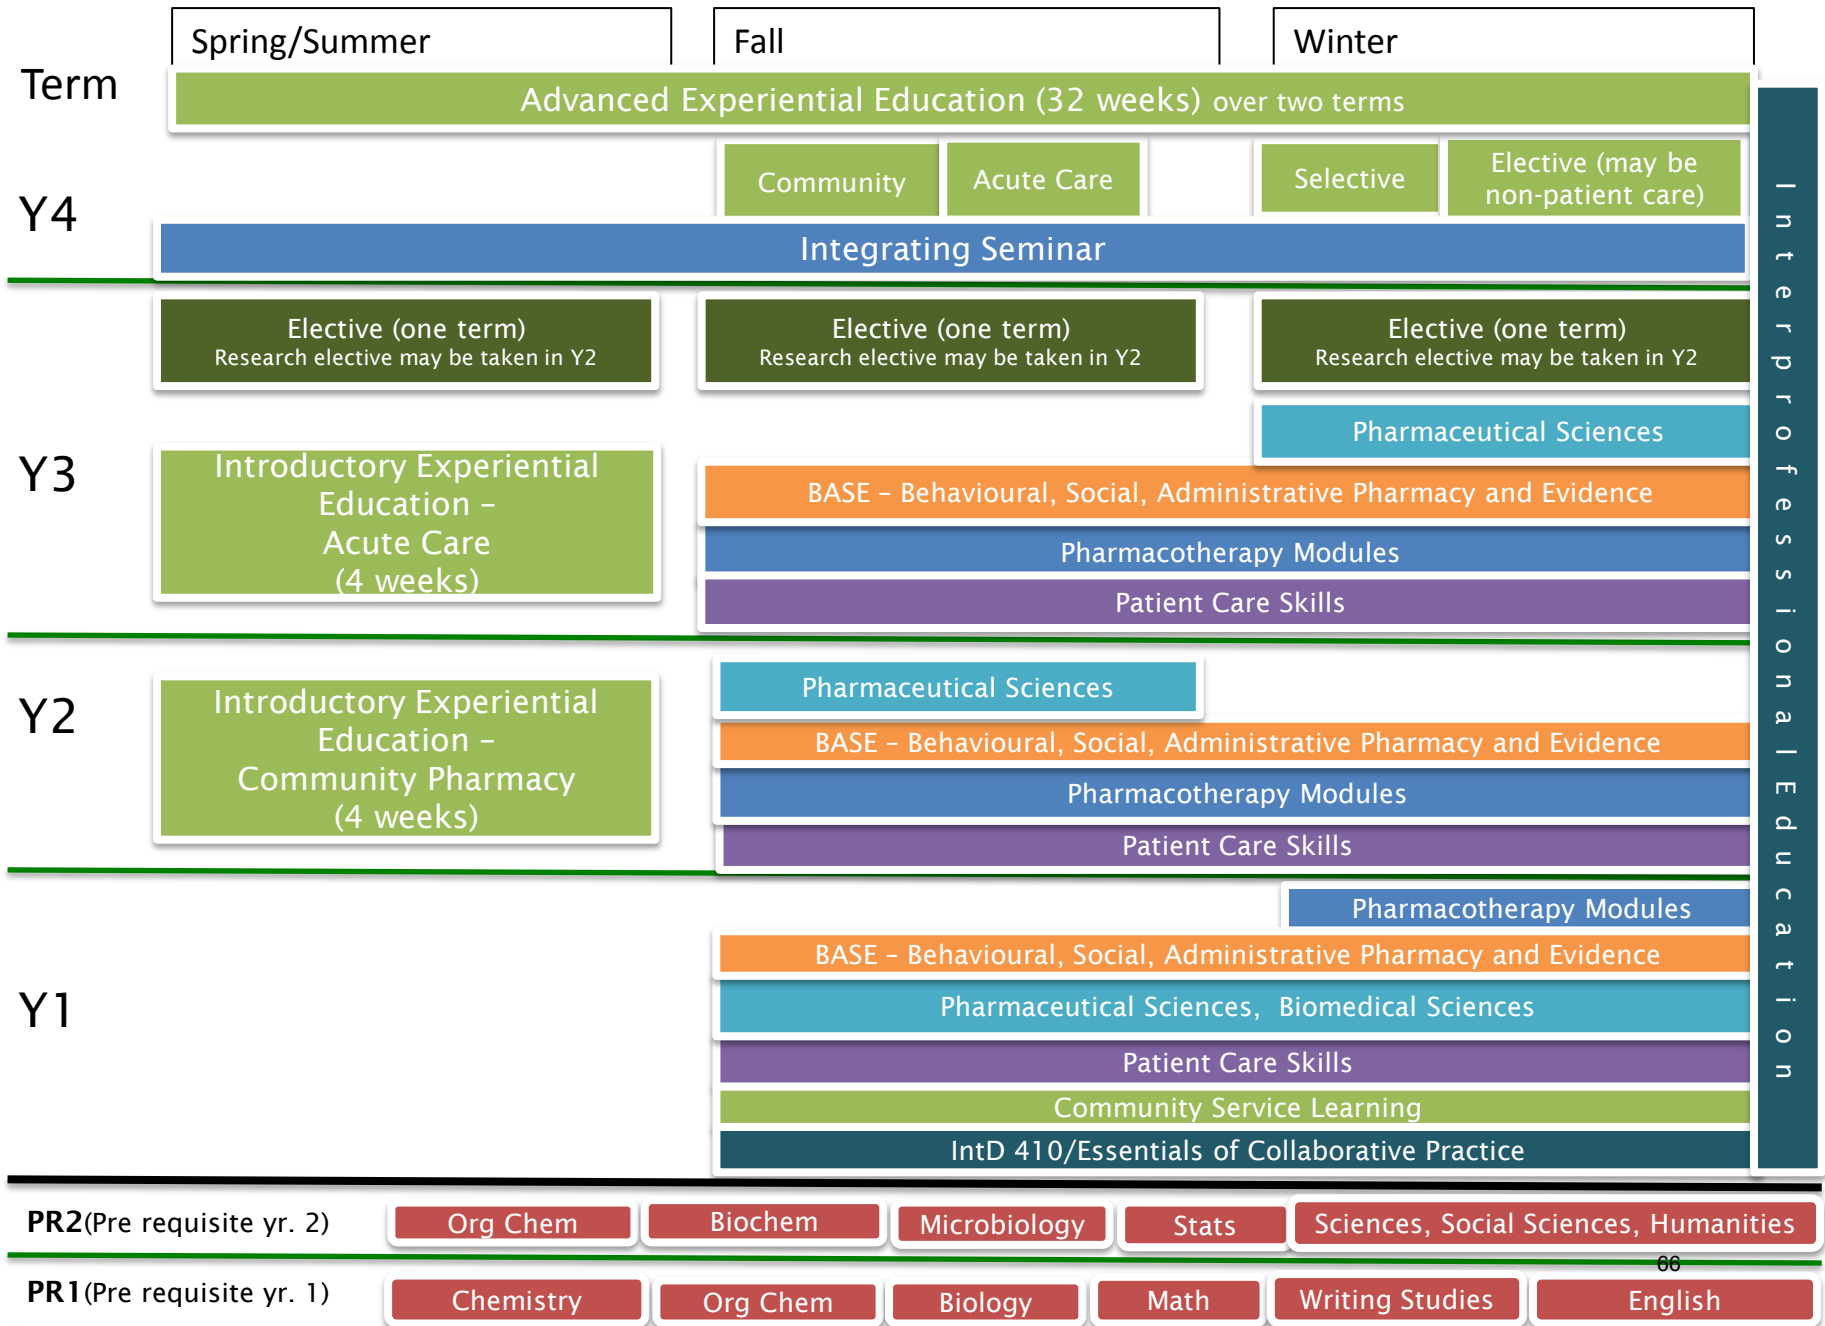 Spring/Summer
Fall
Winter
Term
Advanced Experiential Education (32 weeks) over two terms
Y4
Community
Acute Care
Selective
Elective (may be
non-patient care)
Integrating Seminar
Elective (one term)
Research elective may be taken in Y2
Elective (one term)
Research elective may be taken in Y2
Elective (one term)
Research elective may be taken in Y2
Y3
Introductory Experiential
Education –
Acute Care
(4 weeks)
Pharmaceutical Sciences
BASE – Behavioural, Social, Administrative Pharmacy and Evidence
Pharmacotherapy Modules
Patient Care Skills
Y2
Introductory Experiential
Education –
Community Pharmacy
(4 weeks)
Pharmaceutical Sciences
BASE – Behavioural, Social, Administrative Pharmacy and Evidence
Pharmacotherapy Modules
Patient Care Skills
Y1
Pharmacotherapy Modules
BASE – Behavioural, Social, Administrative Pharmacy and Evidence
Pharmaceutical Sciences, Biomedical Sciences
Patient Care Skills
Community Service Learning
IntD 410/Essentials of Collaborative Practice
Interprofessional Education
PR2(Pre requisite yr. 2)
Org Chem
Biochem
Microbiology
Stats
Sciences, Social Sciences, Humanities
66
PR1(Pre requisite yr. 1)
Chemistry
Org Chem
Biology
Math
Writing Studies
English